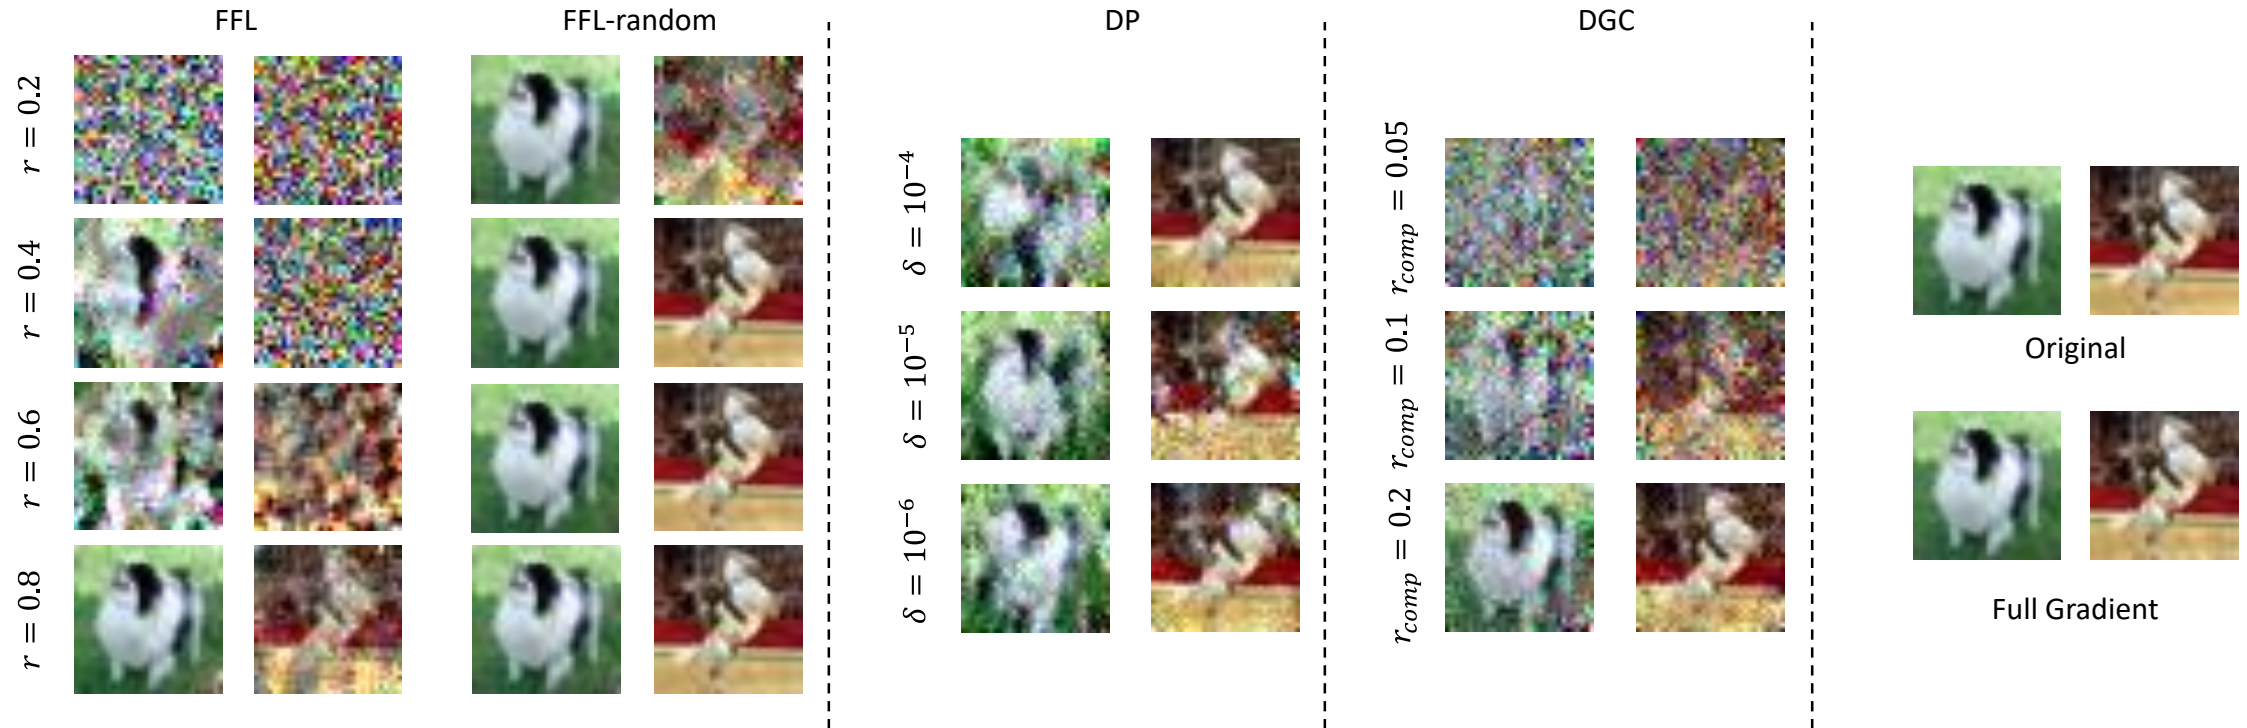 FFL
FFL-random
DP
DGC
r = 0.2
r = 0.4
r = 0.6
r = 0.8
δ = 10⁻⁴
δ = 10⁻⁵
δ = 10⁻⁶
r_comp = 0.05
r_comp = 0.1
r_comp = 0.2
Original
Full Gradient